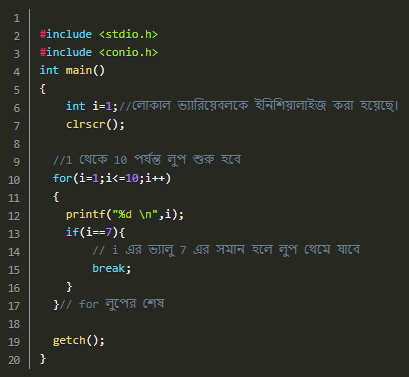 1
2 #include <stdio.h>
3 #include <conio.h>
4 int main()
5 {
6 int i=1;//লোকাল ভ্যারিয়েবলকে ইনিশিয়ালাইজ করা হয়েছে।
7 clrscr();
8
9 //1 থেকে 10 পর্যন্ত লুপ শুরু হবে
10 for(i=1;i<=10;i++)
11 {
12 printf("%d \n",i);
13 if(i==7){
14 // i এর ভ্যালু 7 এর সমান হলে লুপ থেমে যাবে
15 break;
16 }
17 }// for লুপের শেষ
18
19 getch();
20 }